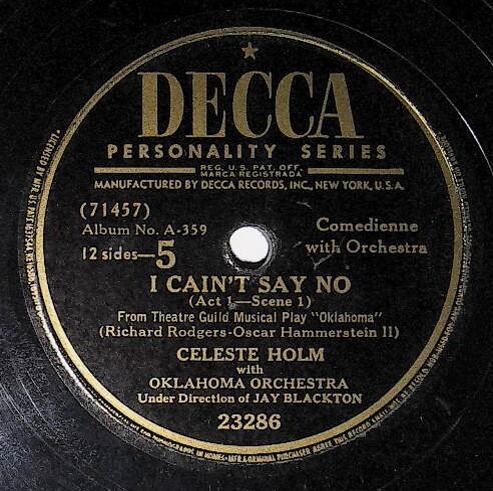 DECCA
PERSONALITY SERIES
REG. U.S. PAT. OFF.
MARCA REGISTRADA
MANUFACTURED BY DECCA RECORDS, INC., NEW YORK, U.S.A.
(71457)
Album No. A-359
12 sides—5
Comedienne
with Orchestra
I CAIN'T SAY NO
(Act 1—Scene 1)
From Theatre Guild Musical Play "Oklahoma"
(Richard Rodgers-Oscar Hammerstein II)
CELESTE HOLM
with
OKLAHOMA ORCHESTRA
Under Direction of JAY BLACKTON
23286